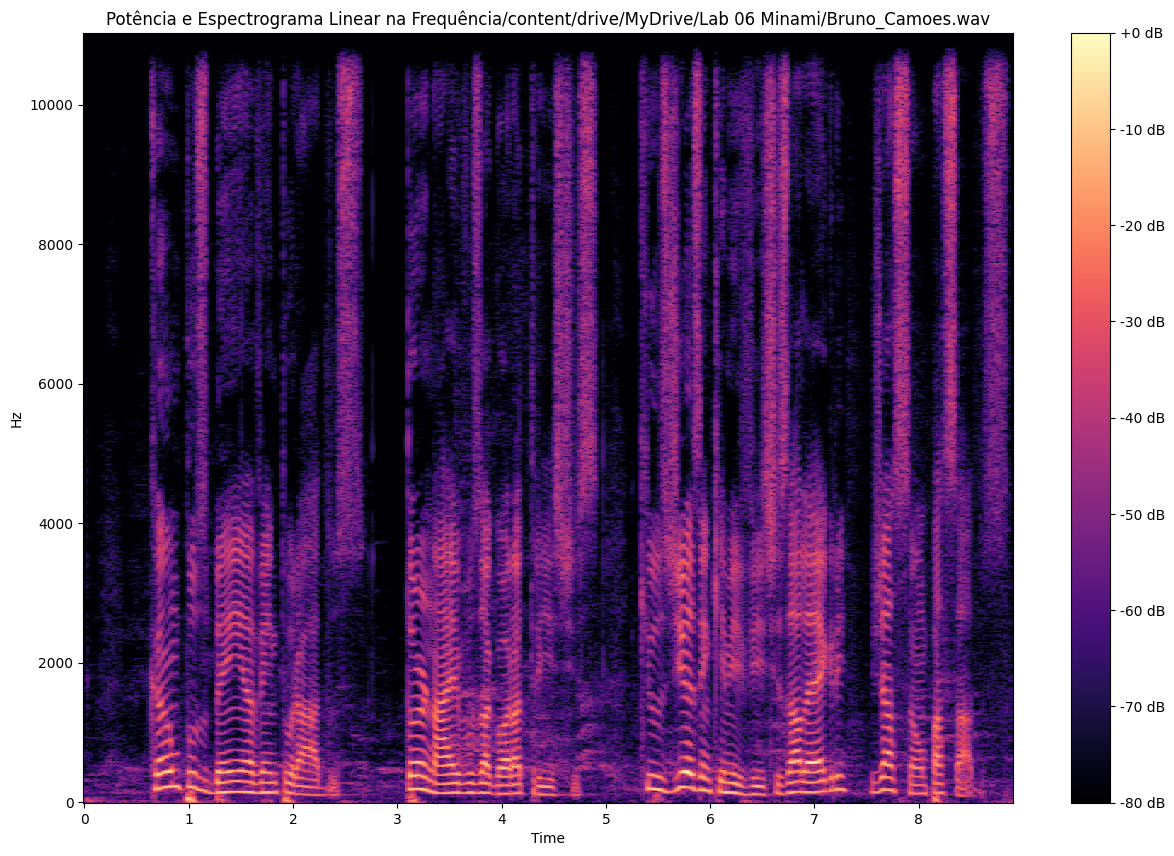 Potência e Espectrograma Linear na Frequência/content/drive/MyDrive/Lab 06 Minami/Bruno_Camoes.wav
+0 dB
10000
-10 dB
8000
-20 dB
6000
-30 dB
Hz
-40 dB
4000
-50 dB
-60 dB
2000
-70 dB
0
-80 dB
0 1 2 3 4 5 6 7 8
Time